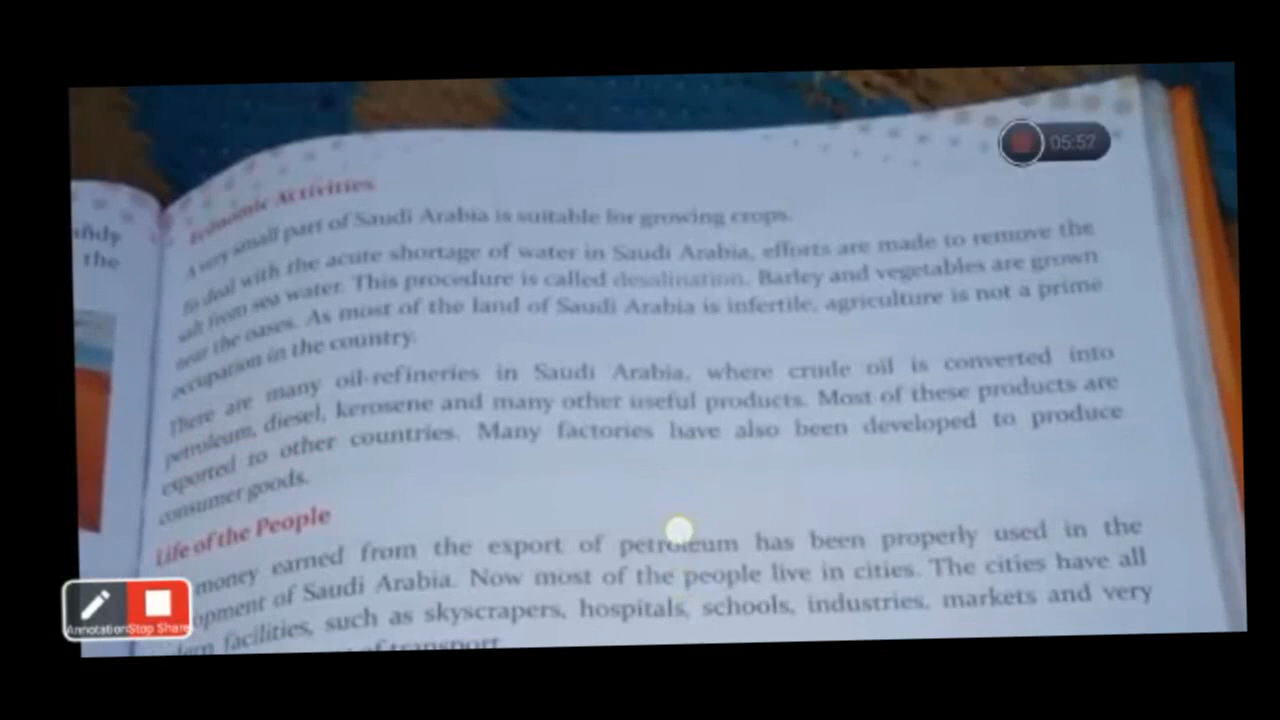 andy
the
Economic Activities
A very small part of Saudi Arabia is suitable for growing crops.
To deal with the acute shortage of water in Saudi Arabia, efforts are made to remove the
salt from sea water. This procedure is called desalination. Barley and vegetables are grown
near the oases. As most of the land of Saudi Arabia is infertile, agriculture is not a prime
occupation in the country.
There are many oil-refineries in Saudi Arabia, where crude oil is converted into
petroleum, diesel, kerosene and many other useful products. Most of these products are
exported to other countries. Many factories have also been developed to produce
consumer goods.
Life of the People
money earned from the export of petroleum has been properly used in the
opment of Saudi Arabia. Now most of the people live in cities. The cities have all
facilities, such as skyscrapers, hospitals, schools, industries, markets and very
of transport
05:57
Annotation Stop Share